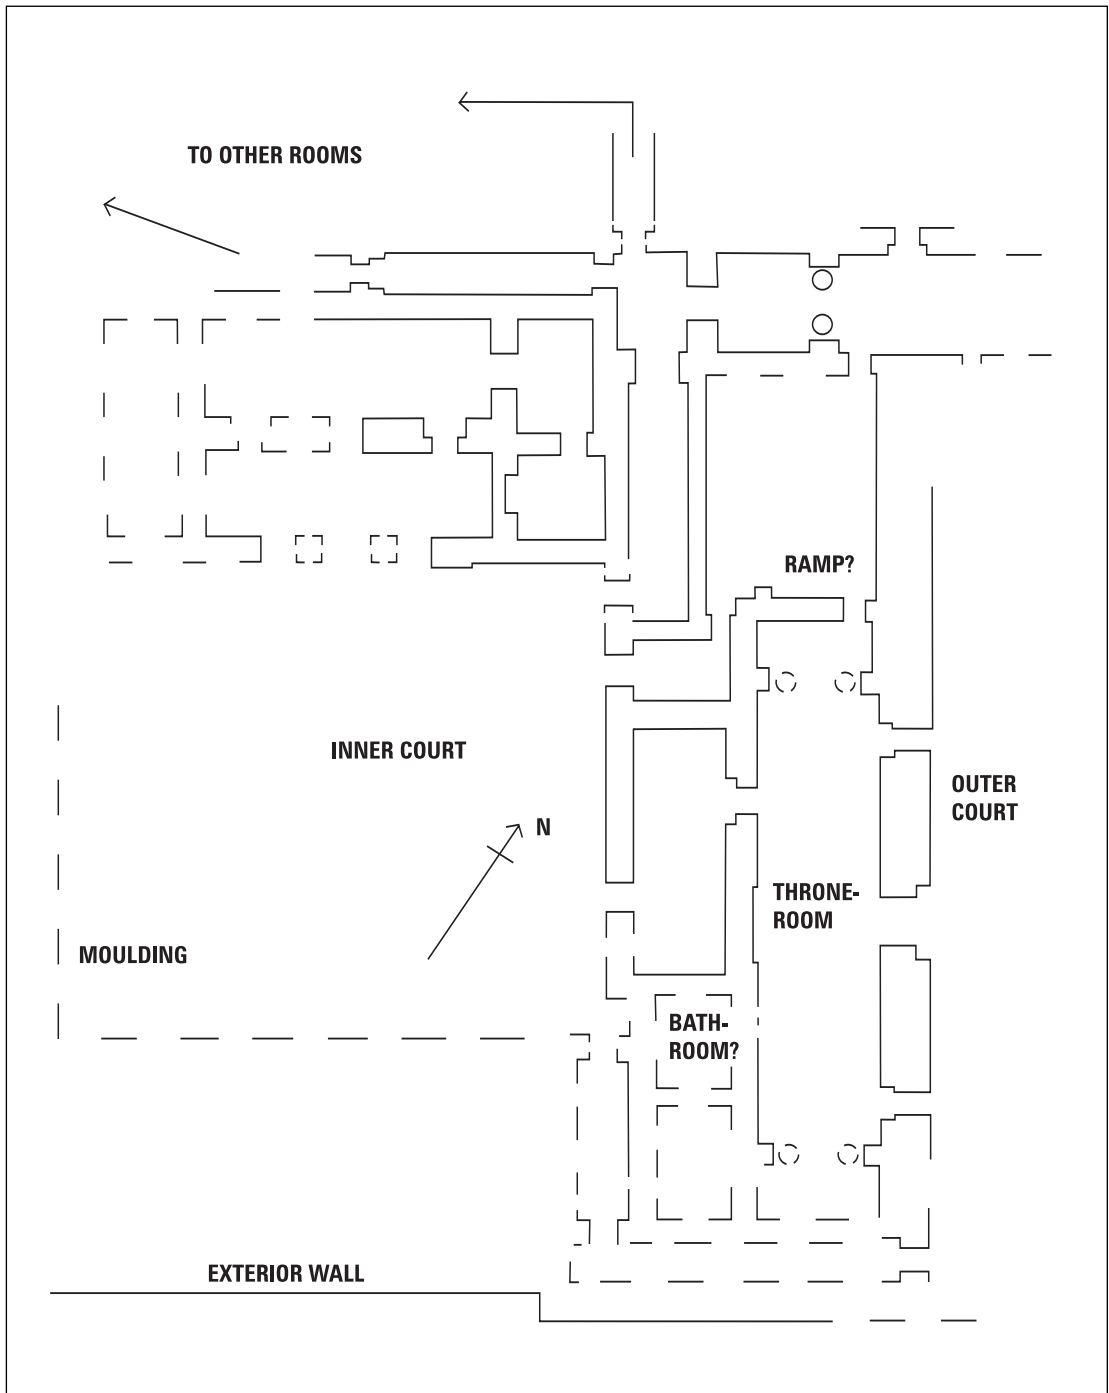 TO OTHER ROOMS
RAMP?
INNER COURT
OUTER
COURT
N
THRONE-
ROOM
MOULDING
BATH-
ROOM?
EXTERIOR WALL